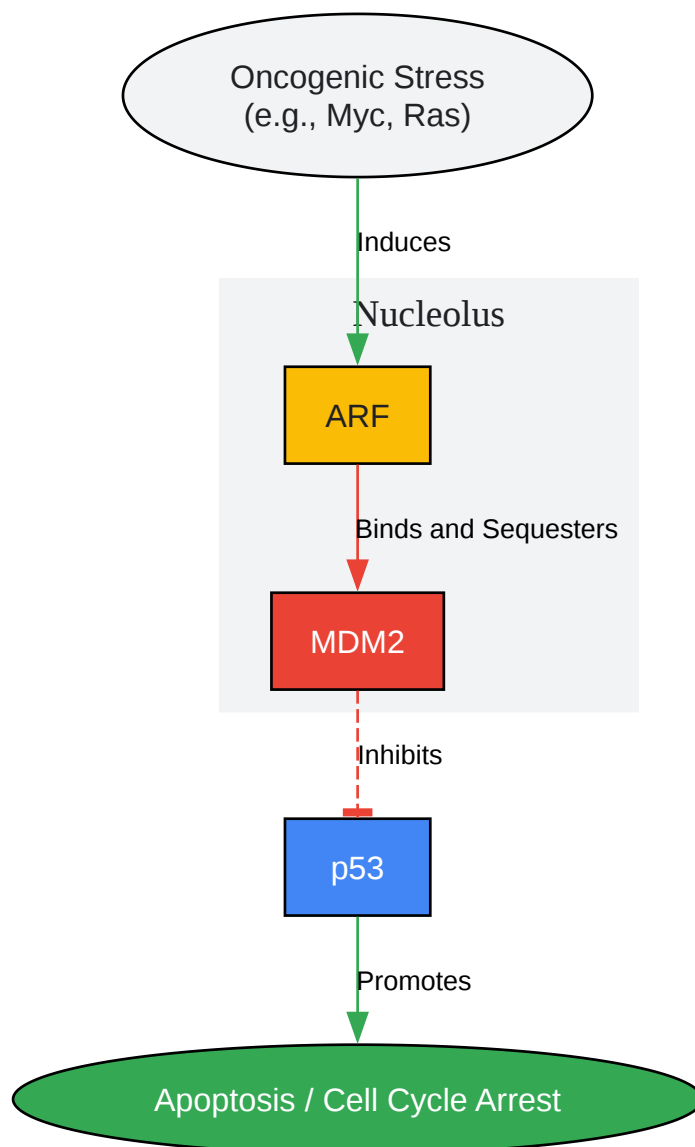 Oncogenic Stress
(e.g., Myc, Ras)
Induces
Nucleolus
ARF
Binds and Sequesters
MDM2
Inhibits
p53
Promotes
Apoptosis / Cell Cycle Arrest